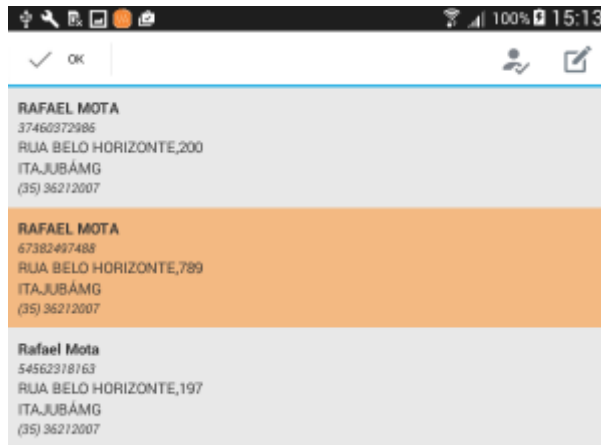 100% 15:13
OK
RAFAEL MOTA
37460372986
RUA BELO HORIZONTE,200
ITAJUBÁMG
(35) 36212007
RAFAEL MOTA
67382497488
RUA BELO HORIZONTE,789
ITAJUBÁMG
(35) 36212007
Rafael Mota
54562318163
RUA BELO HORIZONTE,197
ITAJUBÁMG
(35) 36212007